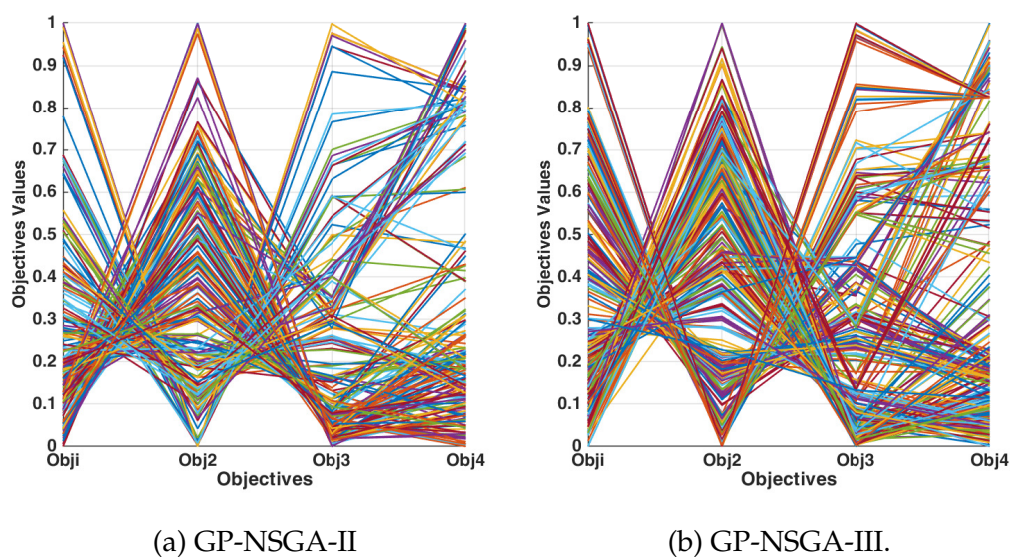 1
0.9
0.8
0.7
0.6
0.5
0.4
0.3
0.2
0.1
0
Objectives Values
Obji
Obj2
Obj3
Obj4
Objectives
(a) GP-NSGA-II
1
0.9
0.8
0.7
0.6
0.5
0.4
0.3
0.2
0.1
0
Objectives Values
Obji
Obj2
Obj3
Obj4
Objectives
(b) GP-NSGA-III.